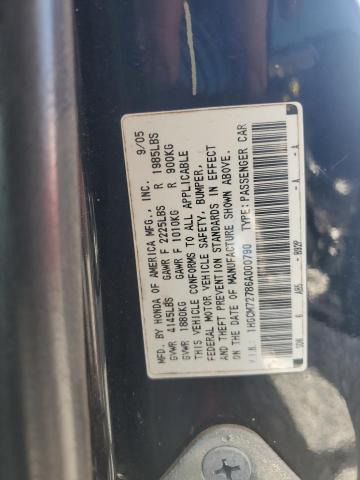 MFD. BY HONDA OF AMERICA MFG., INC. 9/05
GVWR 4145LBS GAWR F 2225LBS R 1985LBS
GVWR 1880KG GAWR F 1010KG R 900KG
THIS VEHICLE CONFORMS TO ALL APPLICABLE
FEDERAL MOTOR VEHICLE SAFETY, BUMPER,
AND THEFT PREVENTION STANDARDS IN EFFECT
ON THE DATE OF MANUFACTURE SHOWN ABOVE.
V.I.N.: 1HGCM72786A000790 TYPE: PASSENGER CAR